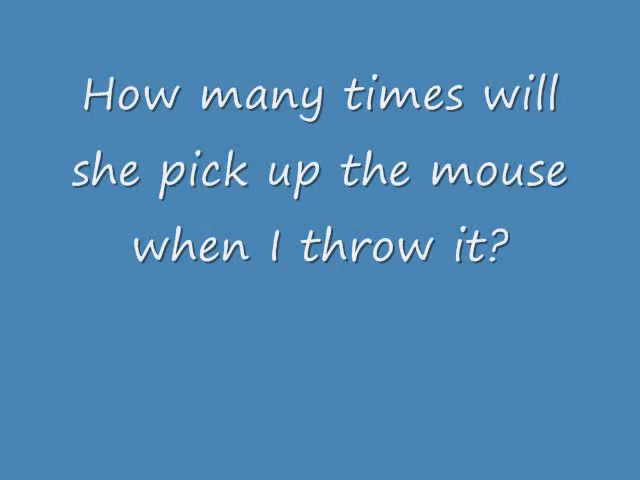 How many times will
she pick up the mouse
when I throw it?